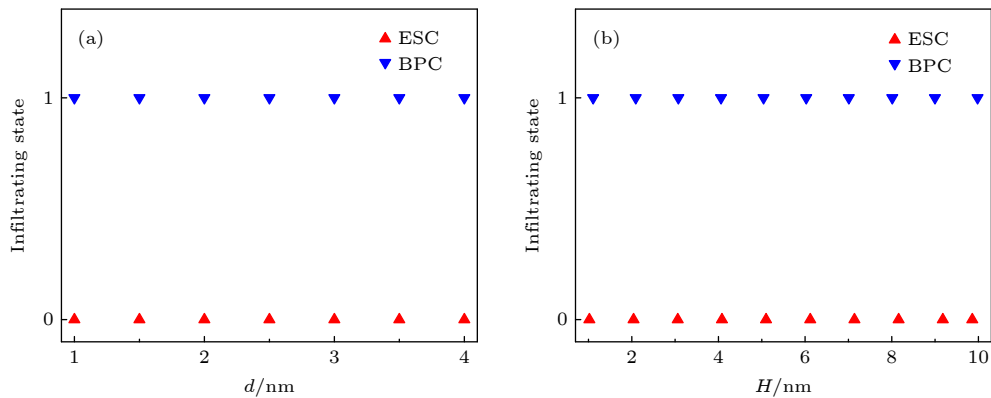 (a)
ESC
BPC
Infiltrating state
1
0
1 2 3 4
d/nm
(b)
ESC
BPC
Infiltrating state
1
0
2 4 6 8 10
H/nm